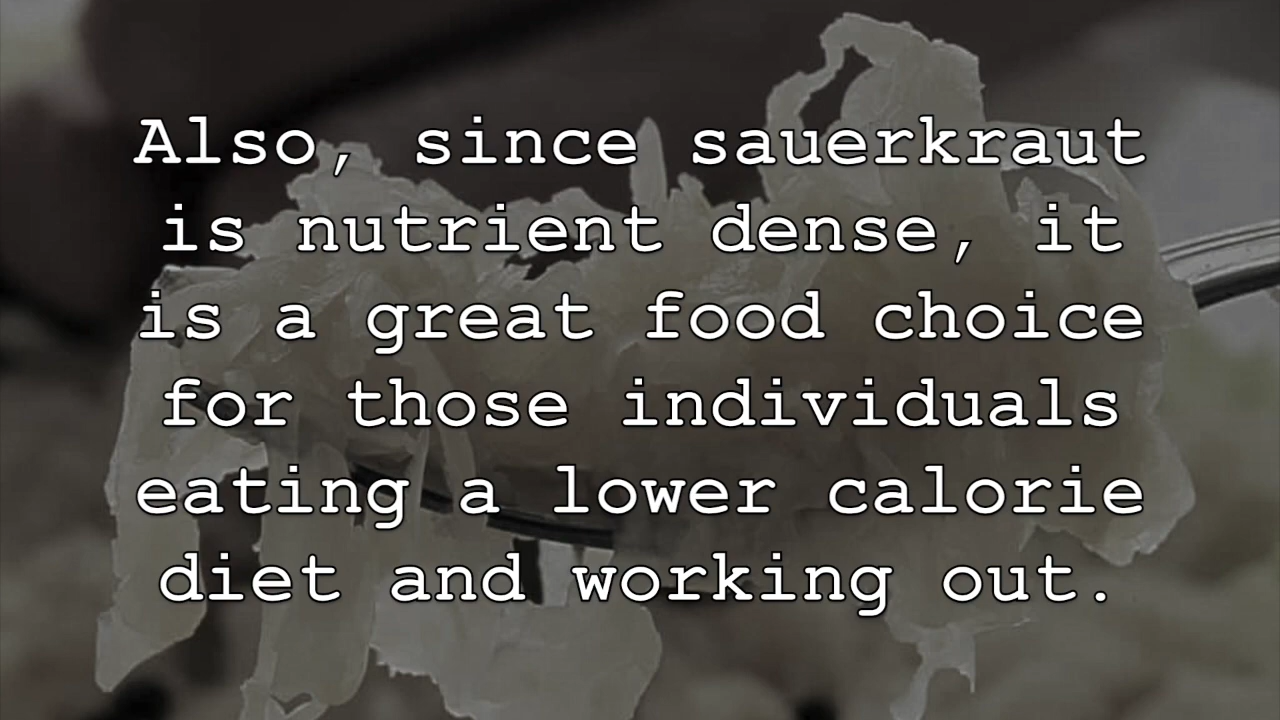 Also, since sauerkraut
is nutrient dense, it
is a great food choice
for those individuals
eating a lower calorie
diet and working out.